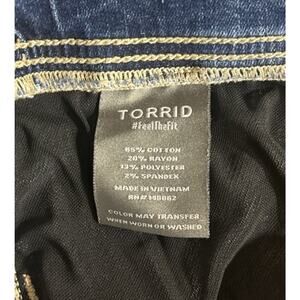 TORRID
#FeelTheFit
65% COTTON
20% RAYON
13% POLYESTER
2% SPANDEX
MADE IN VIETNAM
RN# 148882
COLOR MAY TRANSFER
WHEN WORN OR WASHED